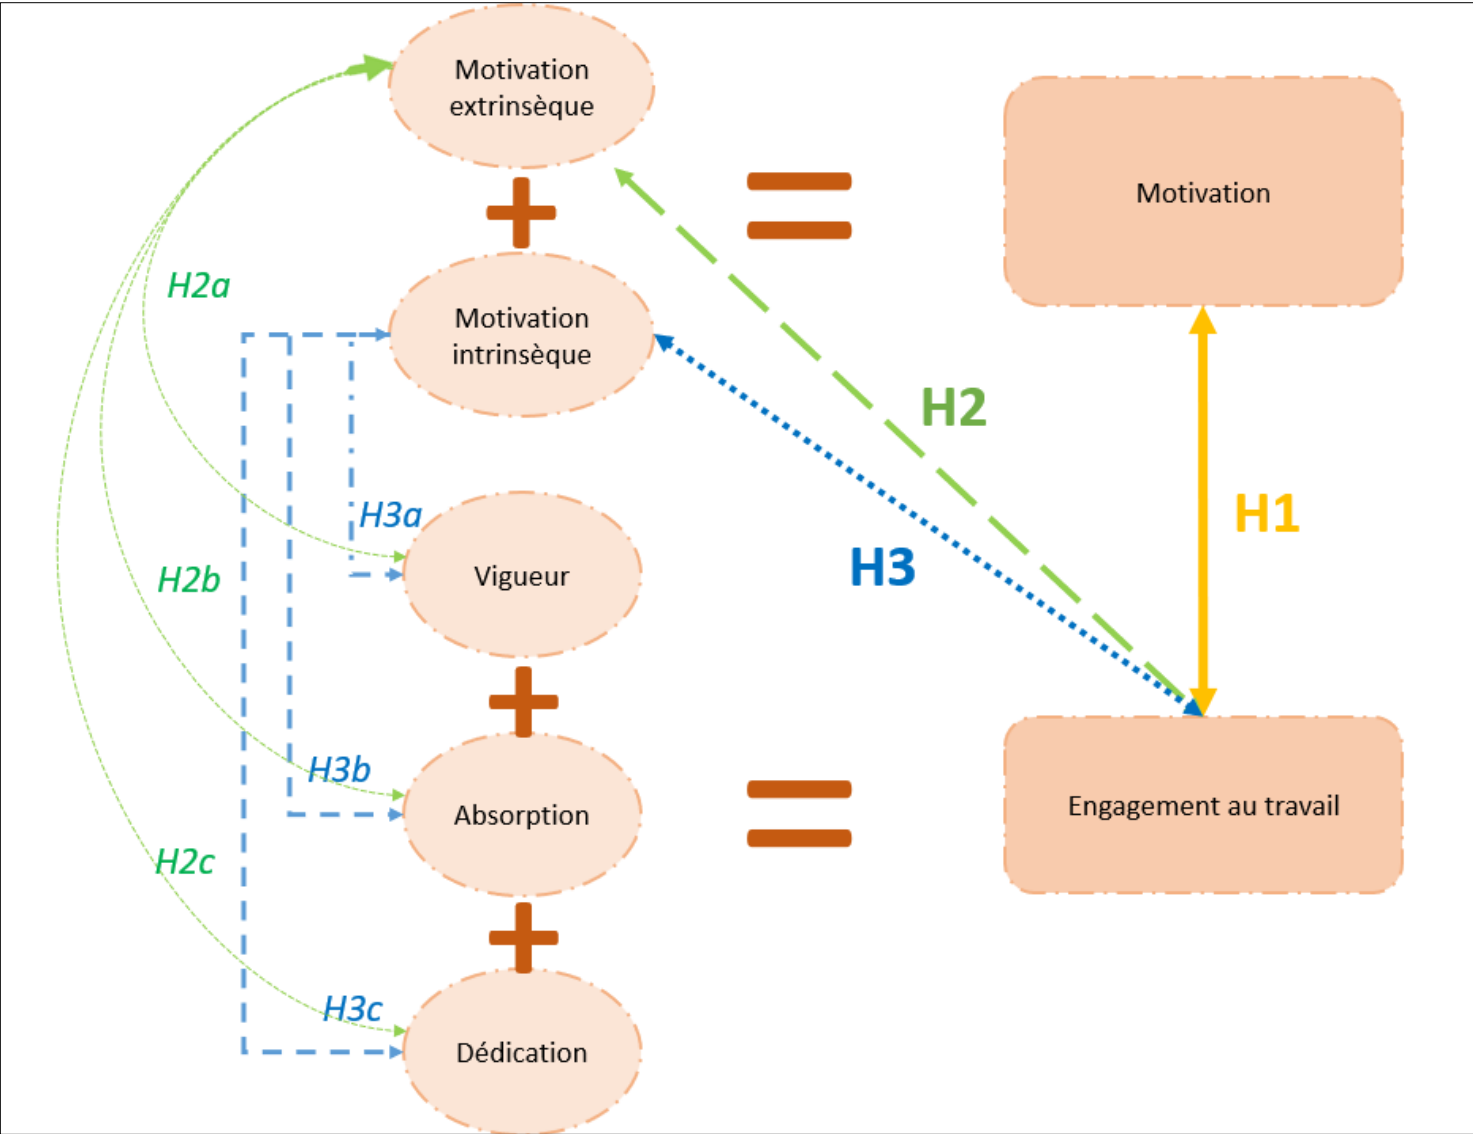 Motivation
extrinsèque
Motivation
H2a
Motivation
intrinsèque
H2
H3a
H1
H3
H2b
Vigueur
H3b
Absorption
Engagement au travail
H2c
H3c
Dédication